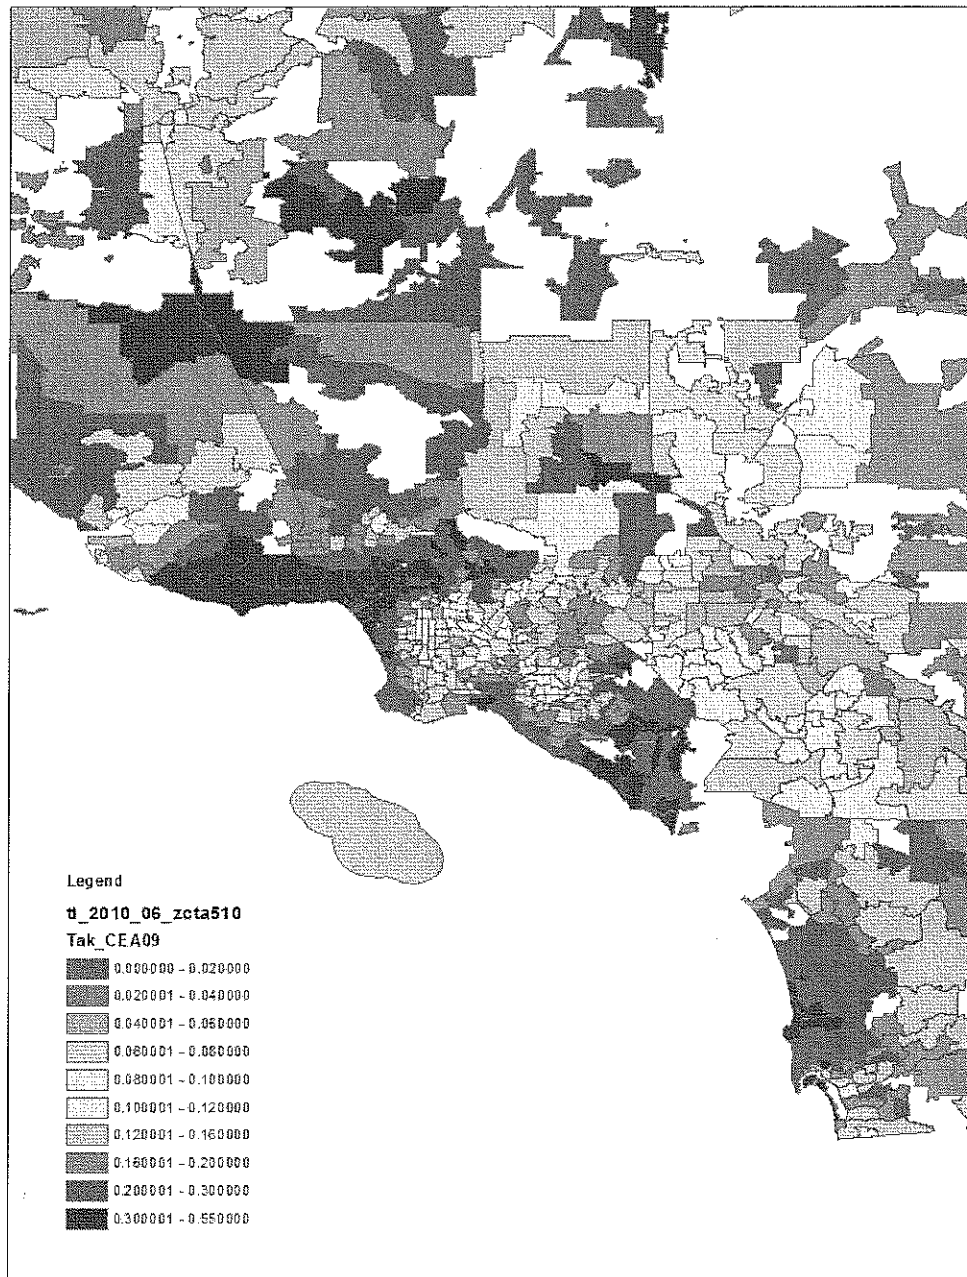 Legend
tl_2010_06_zcta510
Tak_CEA09
0.000000 - 0.020000
0.020001 - 0.040000
0.040001 - 0.060000
0.060001 - 0.080000
0.080001 - 0.100000
0.100001 - 0.120000
0.120001 - 0.160000
0.160001 - 0.200000
0.200001 - 0.300000
0.300001 - 0.550000